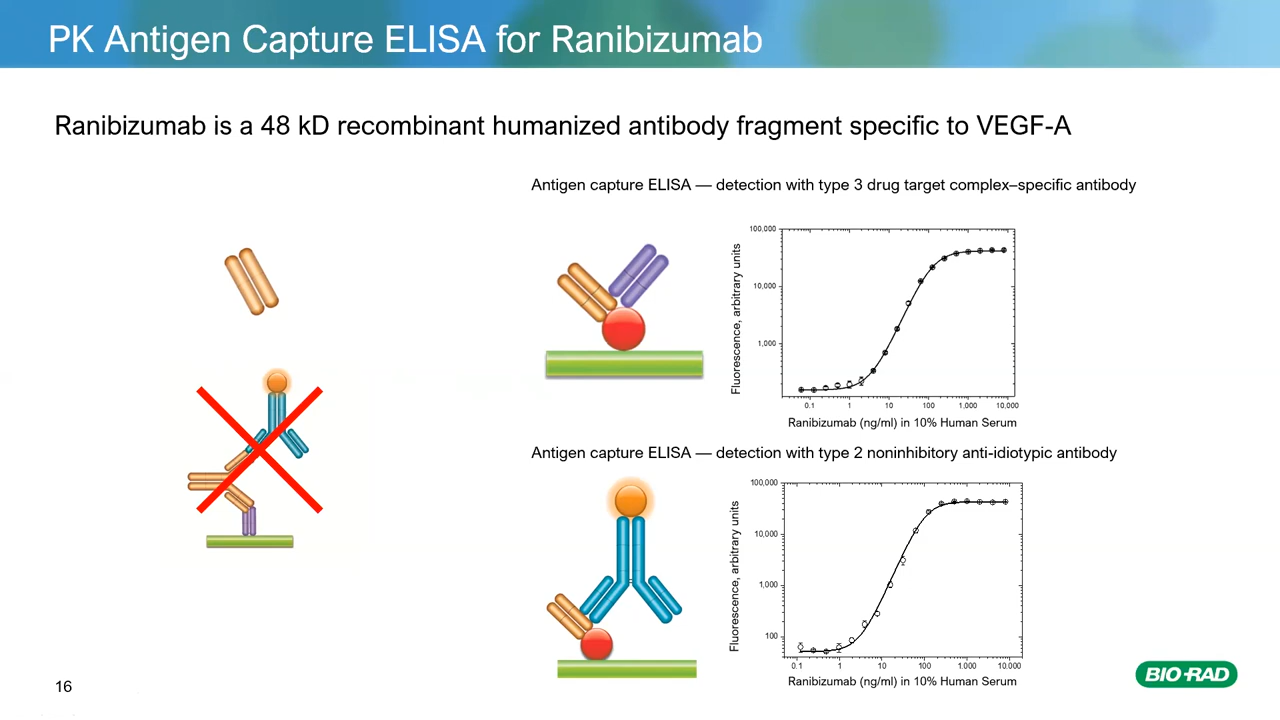 PK Antigen Capture ELISA for Ranibizumab
Ranibizumab is a 48 kD recombinant humanized antibody fragment specific to VEGF-A
Antigen capture ELISA — detection with type 3 drug target complex–specific antibody
Fluorescence, arbitrary units
100,000
10,000
1,000
0.1 1 10 100 1,000 10,000
Ranibizumab (ng/ml) in 10% Human Serum
Antigen capture ELISA — detection with type 2 noninhibitory anti-idiotypic antibody
Fluorescence, arbitrary units
100,000
10,000
1,000
100
0.1 1 10 100 1.000 10.000
Ranibizumab (ng/ml) in 10% Human Serum
16
BIO-RAD